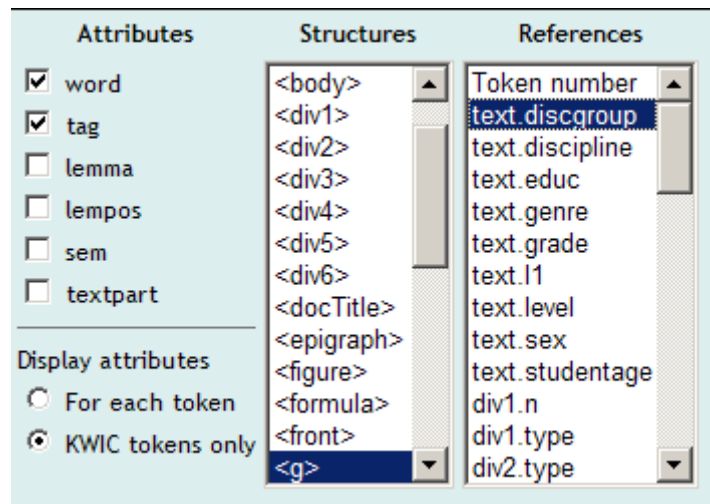 Attributes
word
tag
lemma
lempos
sem
textpart
Display attributes
For each token
KWIC tokens only
Structures
<body>
<div1>
<div2>
<div3>
<div4>
<div5>
<div6>
<docTitle>
<epigraph>
<figure>
<formula>
<front>
<g>
References
Token number
text.discgroup
text.discipline
text.educ
text.genre
text.grade
text.l1
text.level
text.sex
text.studentage
div1.n
div1.type
div2.type